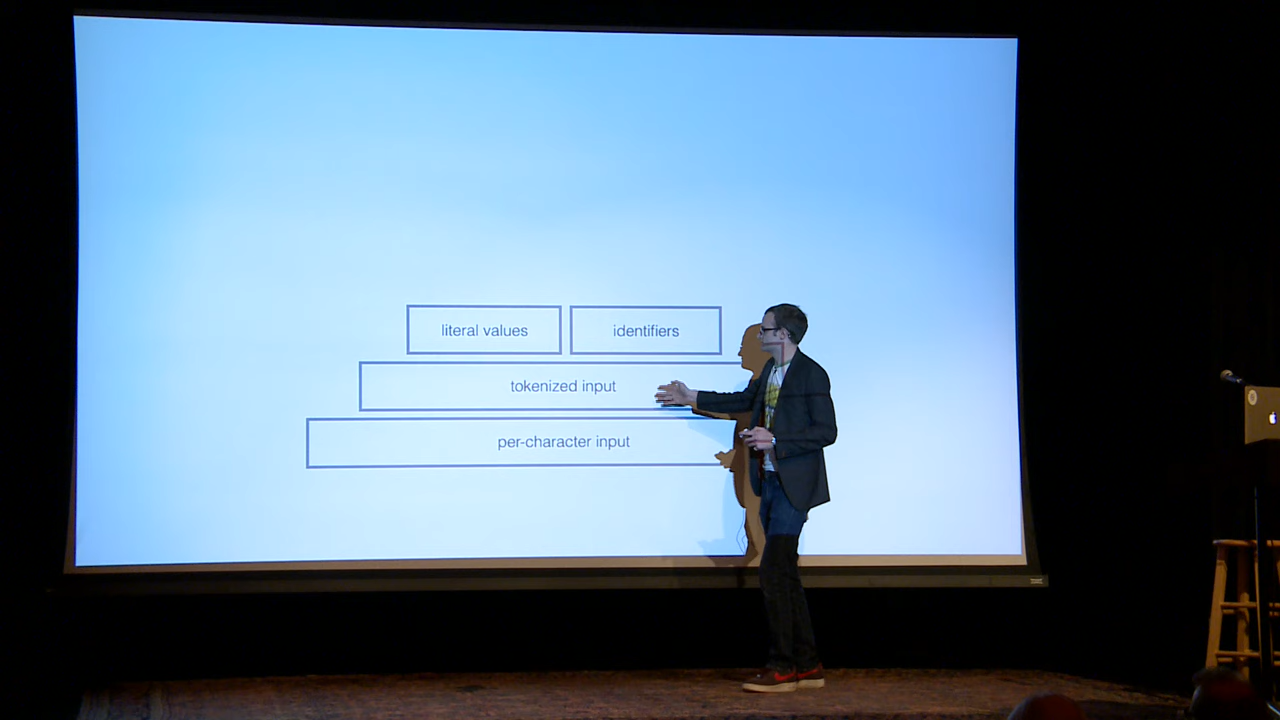 literal values
identifiers
tokenized input
per-character input